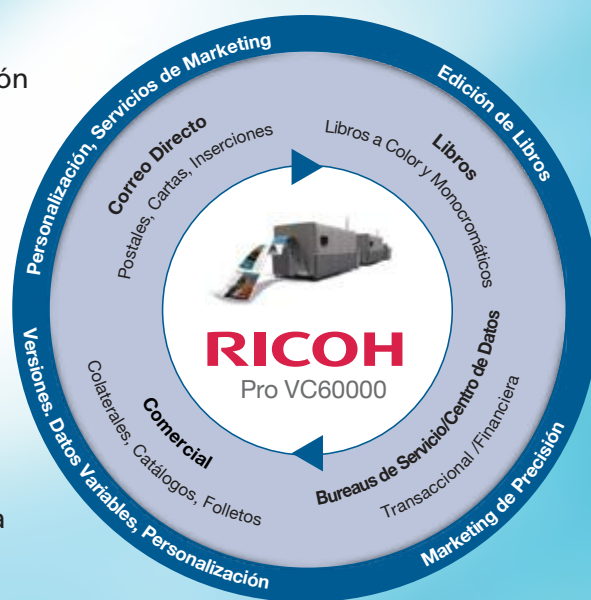 ón
Personalización, Servicios de Marketing
Edición de Libros
Correo Directo
Postales, Cartas, Inserciones
Libros
Libros a Color y Monocromáticos
RICOH
Pro VC60000
Comercial
Colaterales, Catálogos, Folletos
Bureaus de Servicio/Centro de Datos
Transaccional /Financiera
Versiones. Datos Variables, Personalización
Marketing de Precisión
a